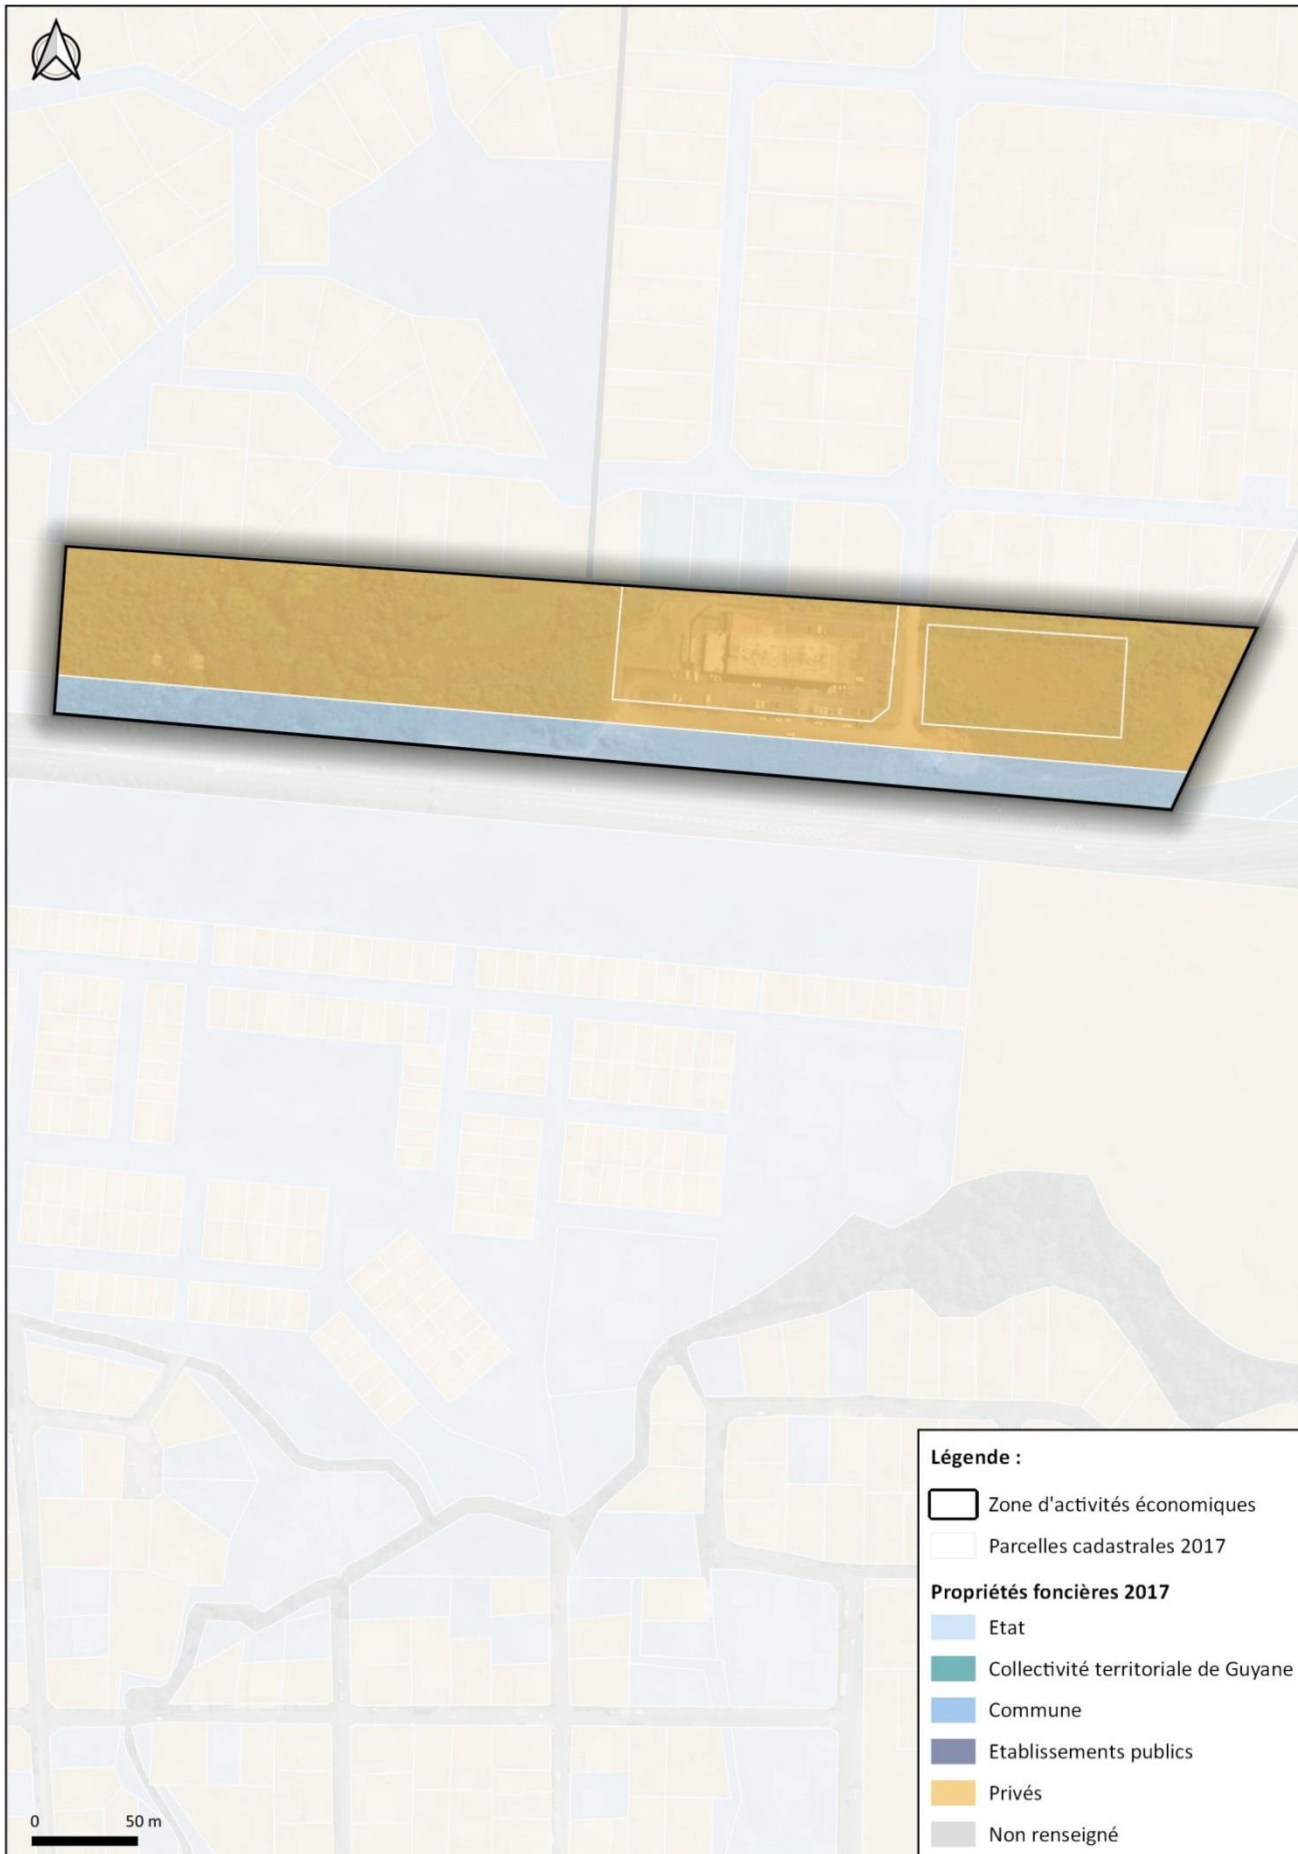 Légende :
Zone d'activités économiques
Parcelles cadastrales 2017
Propriétés foncières 2017
Etat
Collectivité territoriale de Guyane
Commune
Etablissements publics
Privés
Non renseigné
0 50 m